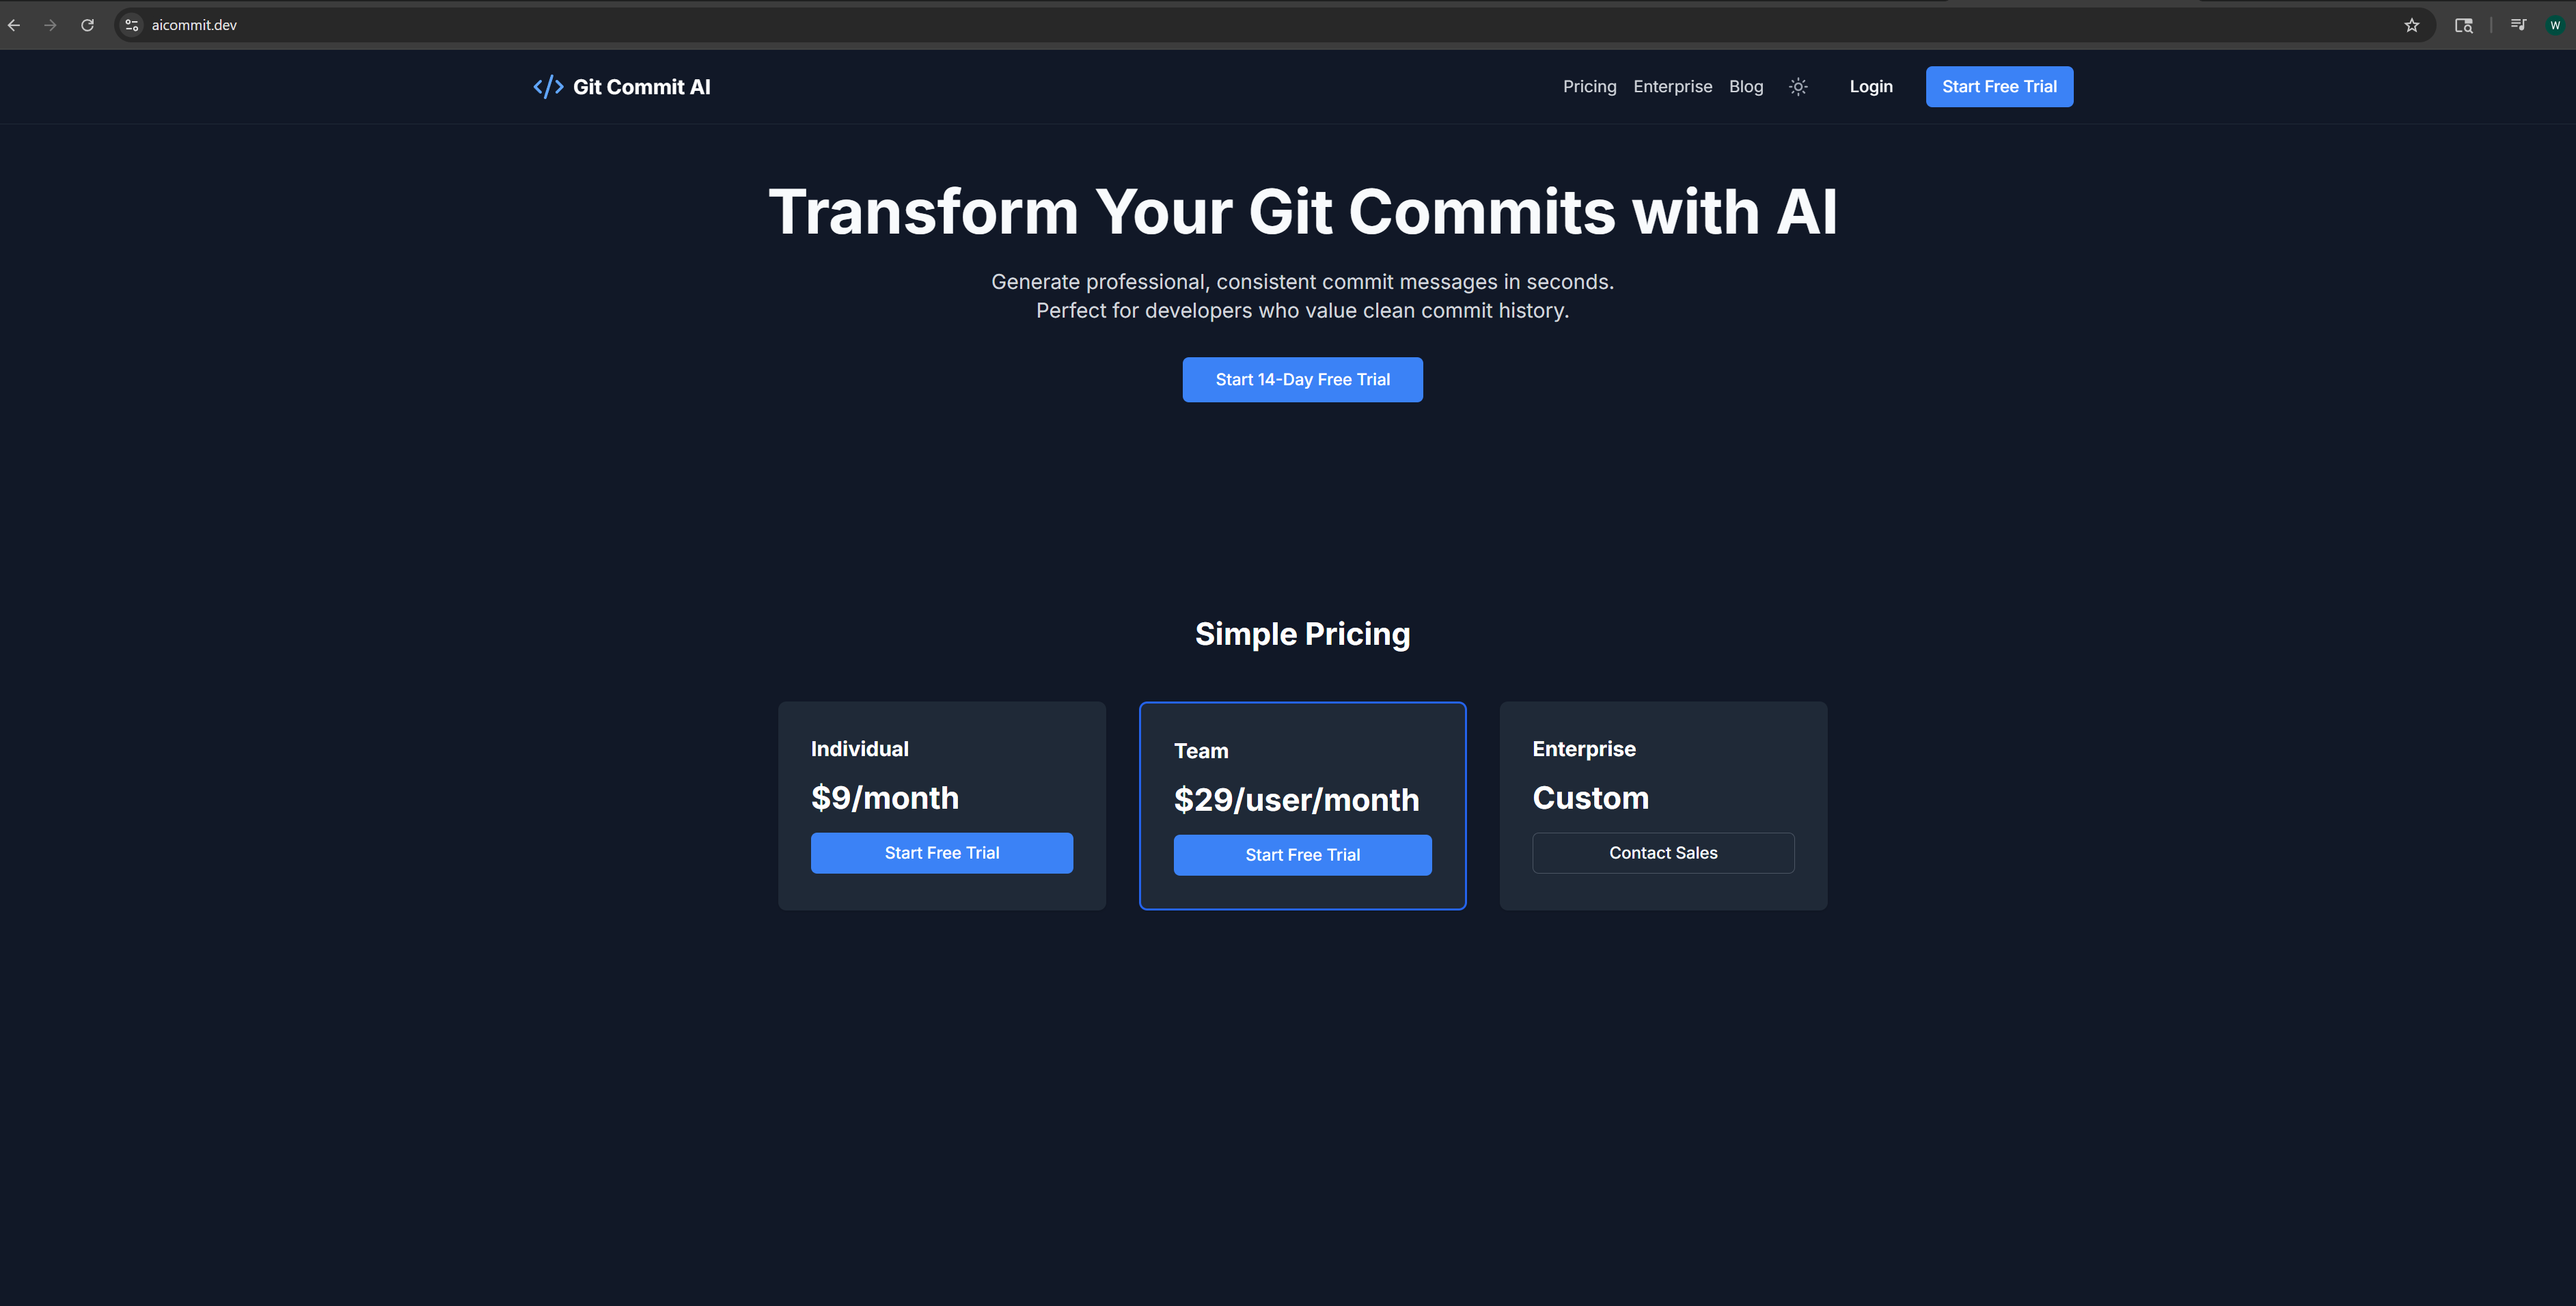 aicommit.dev
W
Git Commit AI
Pricing
Enterprise
Blog
Login
Start Free Trial
Transform Your Git Commits with AI
Generate professional, consistent commit messages in seconds.
Perfect for developers who value clean commit history.
Start 14-Day Free Trial
Simple Pricing
Individual
$9/month
Start Free Trial
Team
$29/user/month
Start Free Trial
Enterprise
Custom
Contact Sales